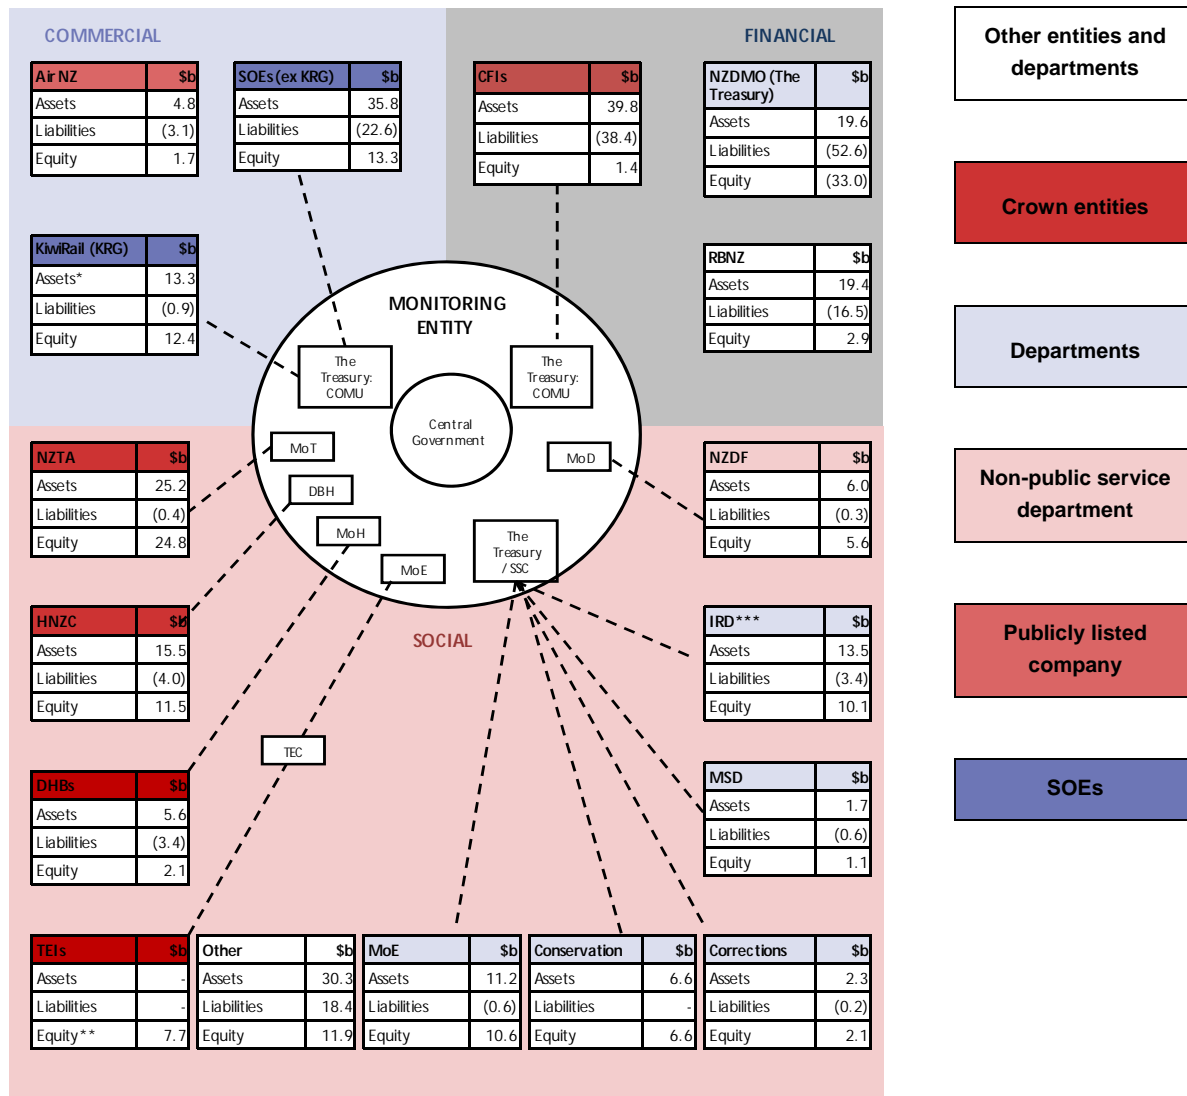 COMMERCIAL
FINANCIAL
Air NZ $b
Assets 4.8
Liabilities (3.1)
Equity 1.7
SOEs (ex KRG) $b
Assets 35.8
Liabilities (22.6)
Equity 13.3
CFIs $b
Assets 39.8
Liabilities (38.4)
Equity 1.4
NZDMO (The $b
Treasury)
Assets 19.6
Liabilities (52.6)
Equity (33.0)
KiwiRail (KRG) $b
Assets* 13.3
Liabilities (0.9)
Equity 12.4
RBNZ $b
Assets 19.4
Liabilities (16.5)
Equity 2.9
MONITORING
ENTITY
The
Treasury:
COMU
The
Treasury:
COMU
Central
Government
MoT
MoD
DBH
MoH
MoE
The
Treasury
/ SSC
NZTA $b
Assets 25.2
Liabilities (0.4)
Equity 24.8
NZDF $b
Assets 6.0
Liabilities (0.3)
Equity 5.6
HNZC $b
Assets 15.5
Liabilities (4.0)
Equity 11.5
SOCIAL
IRD*** $b
Assets 13.5
Liabilities (3.4)
Equity 10.1
TEC
DHBs $b
Assets 5.6
Liabilities (3.4)
Equity 2.1
MSD $b
Assets 1.7
Liabilities (0.6)
Equity 1.1
TEIs $b
Assets -
Liabilities -
Equity** 7.7
Other $b
Assets 30.3
Liabilities 18.4
Equity 11.9
MoE $b
Assets 11.2
Liabilities (0.6)
Equity 10.6
Conservation $b
Assets 6.6
Liabilities -
Equity 6.6
Corrections $b
Assets 2.3
Liabilities (0.2)
Equity 2.1
Other entities and
departments
Crown entities
Departments
Non-public service
department
Publicly listed
company
SOEs